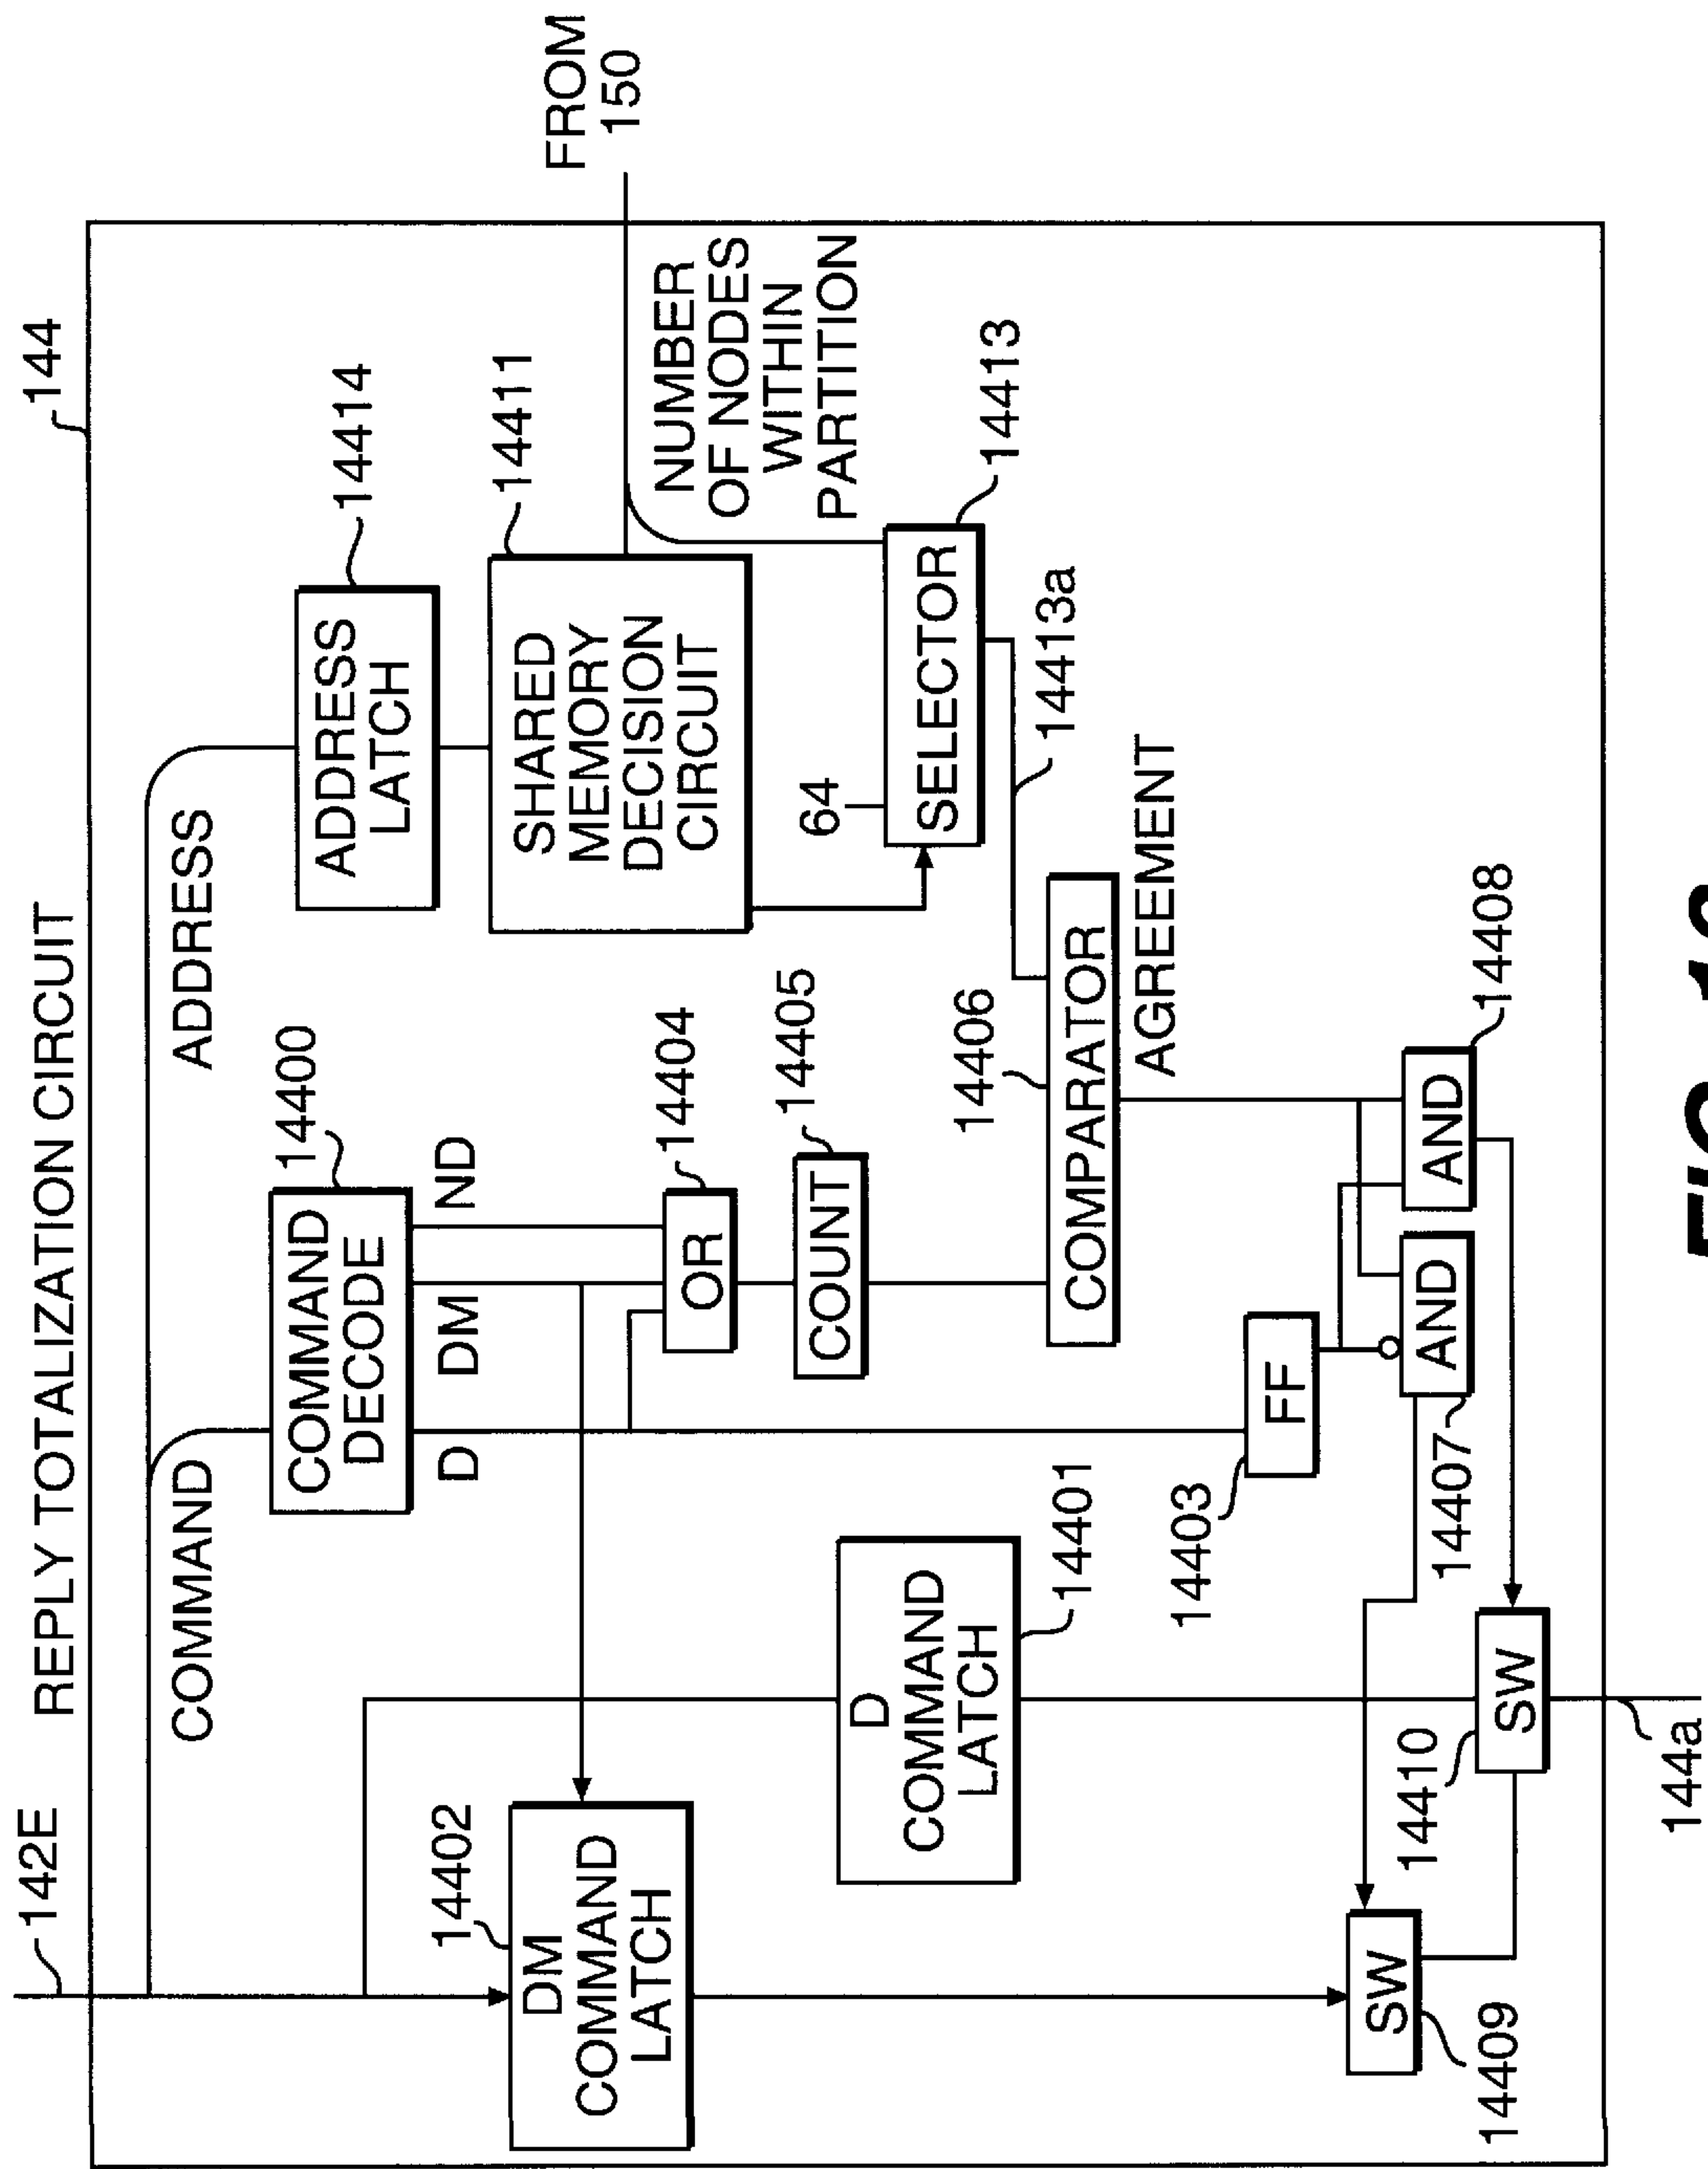 142E
REPLY TOTALIZATION CIRCUIT
144
COMMAND
ADDRESS
FROM
150
14400
COMMAND
DECODE
D
DM
ND
14414
ADDRESS
LATCH
14411
SHARED
MEMORY
DECISION
CIRCUIT
NUMBER
OF NODES
WITHIN
PARTITION
14402
DM
COMMAND
LATCH
14404
OR
14405
COUNT
64
SELECTOR
14413
14413a
D
COMMAND
LATCH
14401
14406
COMPARATOR
AGREEMENT
14403
FF
14407
AND
AND
14408
14409
SW
14410
SW
144a